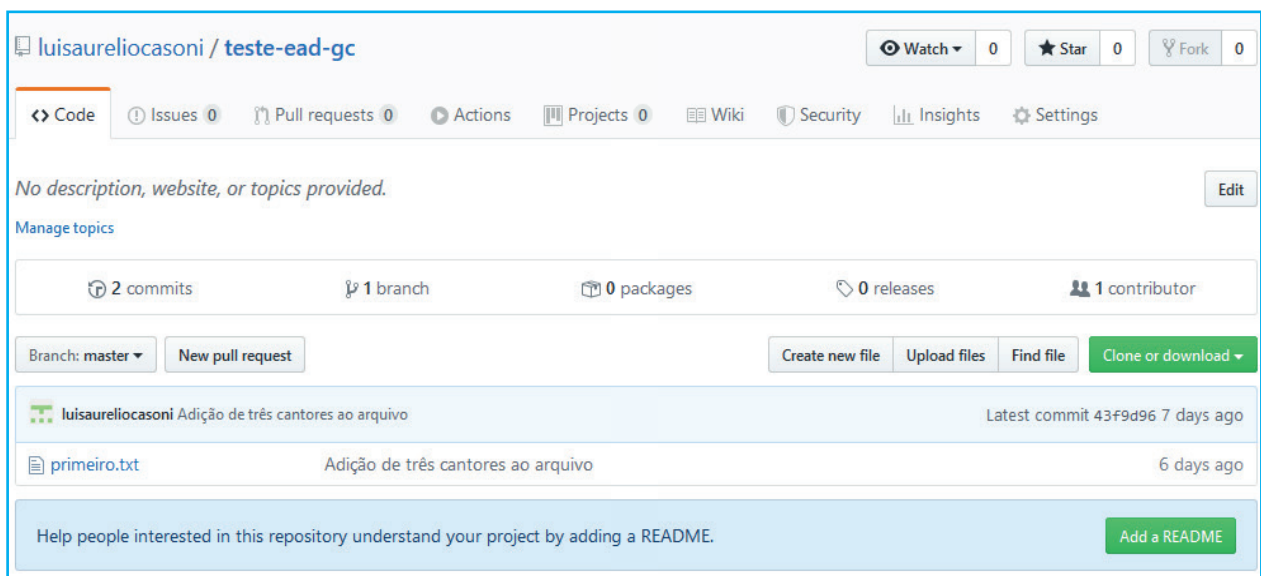 luisaureliocasoni / teste-ead-gc Watch 0 Star 0 Fork 0
Code Issues 0 Pull requests 0 Actions Projects 0 Wiki Security Insights Settings
No description, website, or topics provided. Edit
Manage topics
2 commits 1 branch 0 packages 0 releases 1 contributor
Branch: master New pull request Create new file Upload files Find file Clone or download
luisaureliocasoni Adição de três cantores ao arquivo Latest commit 43f9d96 7 days ago
primeiro.txt Adição de três cantores ao arquivo 6 days ago
Help people interested in this repository understand your project by adding a README. Add a README